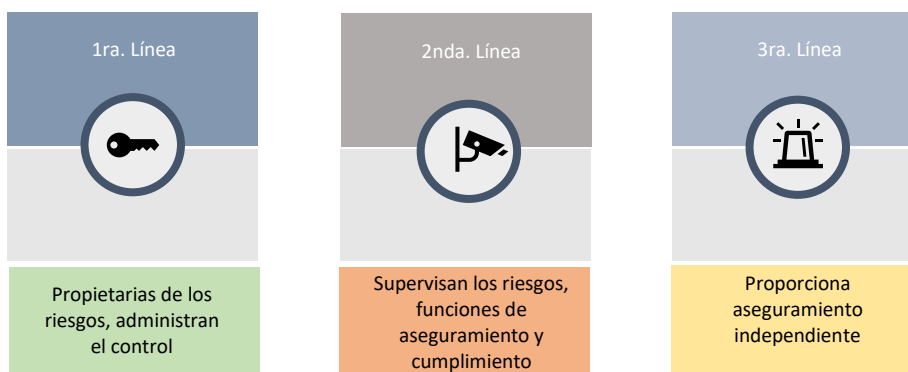 1ra. Línea
2nda. Línea
3ra. Línea
Propietarias de los
riesgos, administran
el control
Supervisan los riesgos,
funciones de
aseguramiento y
cumplimiento
Proporciona
aseguramiento
independiente